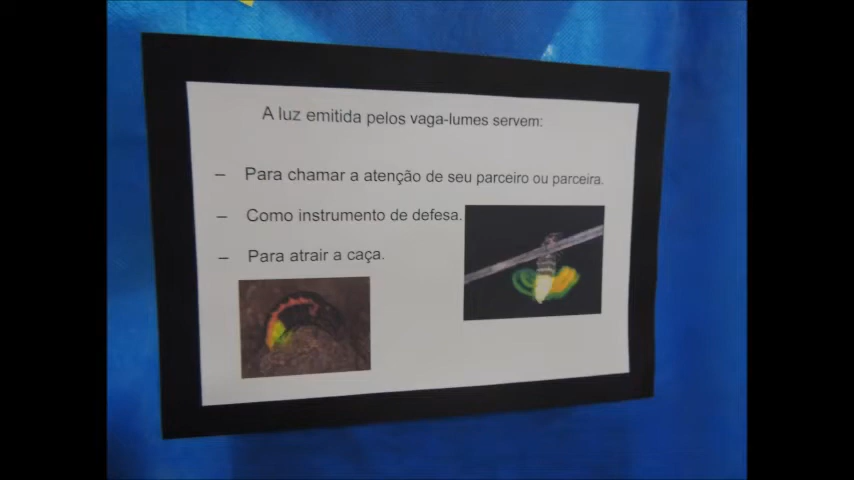 A luz emitida pelos vaga-lumes servem:
– Para chamar a atenção de seu parceiro ou parceira.
– Como instrumento de defesa.
– Para atrair a caça.